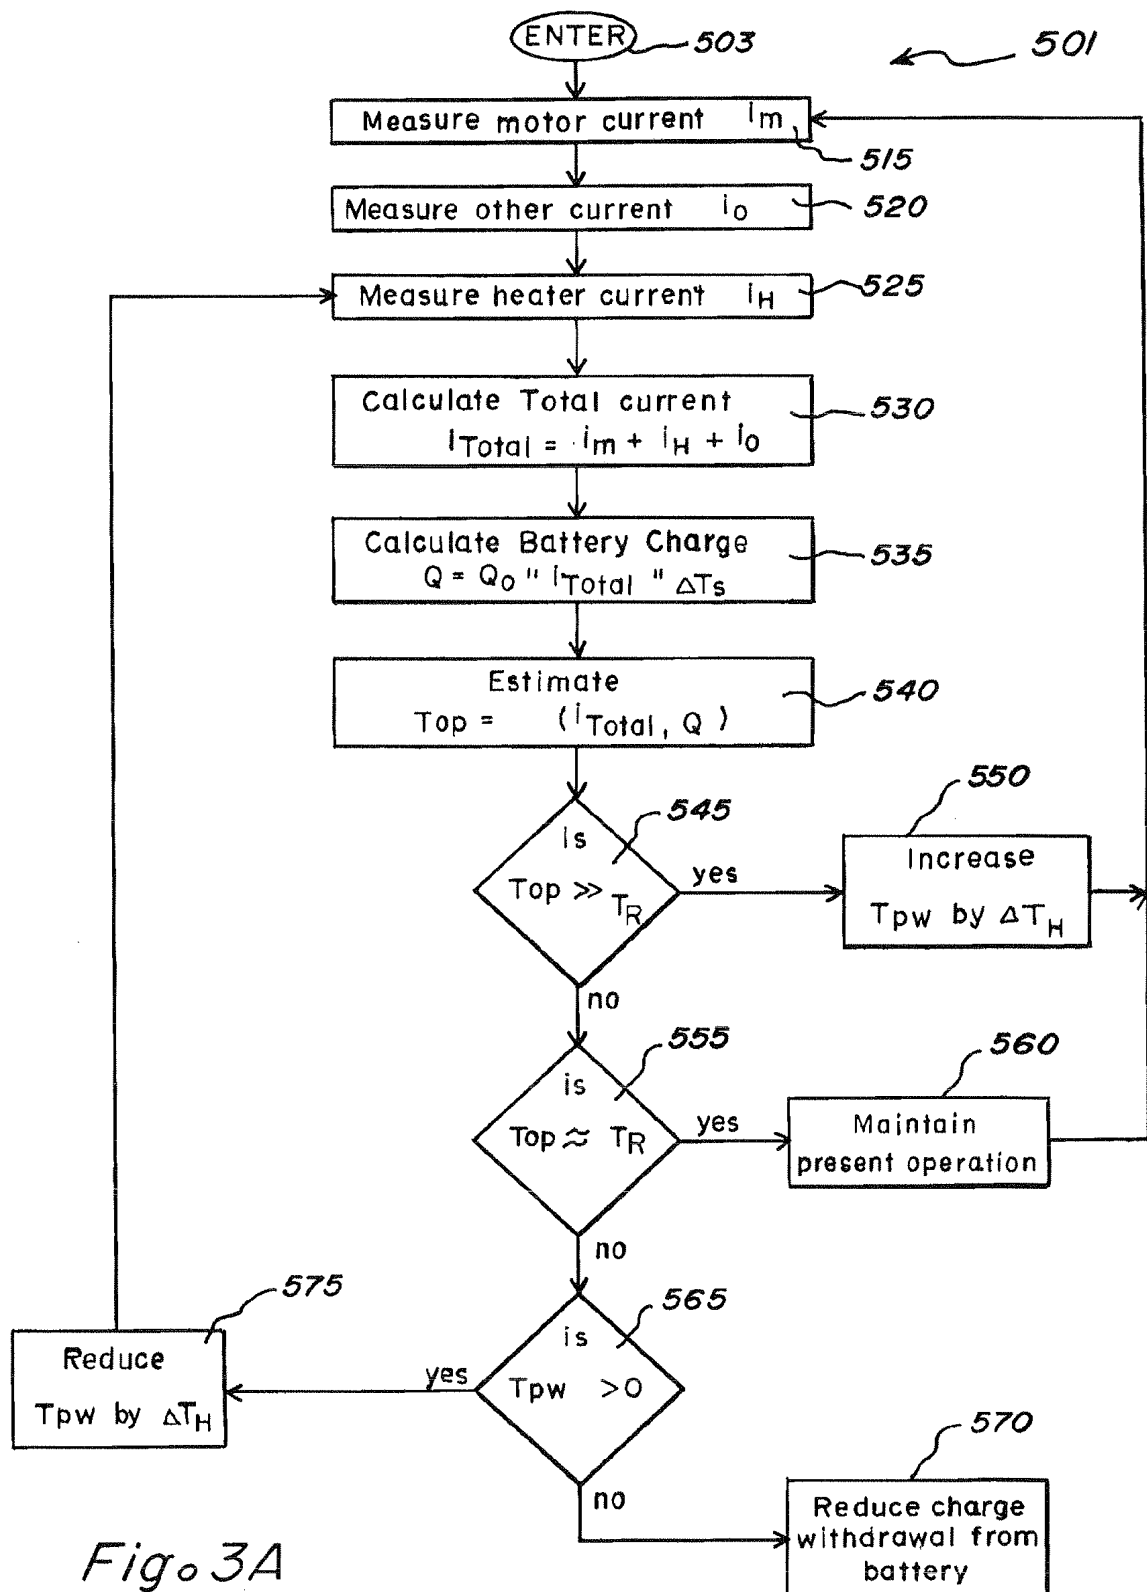 ENTER 503
501
Measure motor current im
515
Measure other current io 520
Measure heater current iH 525
Calculate Total current
ITotal = im + iH + io
530
Calculate Battery Charge
Q = Qo " iTotal " ΔTs
535
Estimate
Top = (iTotal, Q )
540
545
is
Top >> TR
yes
550
Increase
Tpw by ΔTH
no
555
is
Top ≈ TR
yes
560
Maintain
present operation
no
565
is
Tpw >0
yes
575
Reduce
Tpw by ΔTH
no
570
Reduce charge
withdrawal from
battery
Fig. 3A